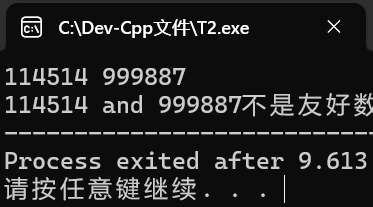 C:\Dev-Cpp文件\T2.exe
114514 999887
114514 and 999887不是友好数
--------------------------------
Process exited after 9.613
请按任意键继续. . .